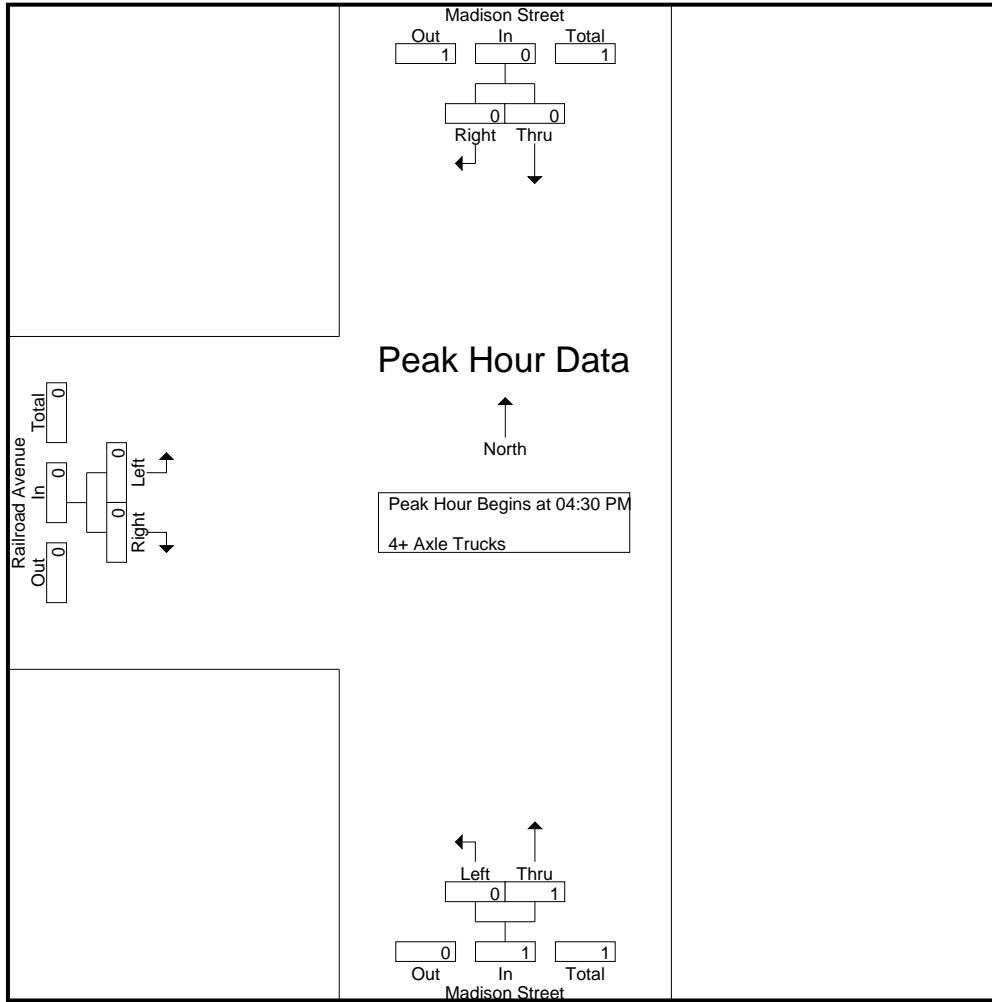 Madison Street
Out In Total
1 0 1
0 0
Right Thru
Peak Hour Data
North
Peak Hour Begins at 04:30 PM
4+ Axle Trucks
Railroad Avenue
Out In Total
0 0 0
Right Left
0 0
Left Thru
0 1
0 1 1
Out In Total
Madison Street